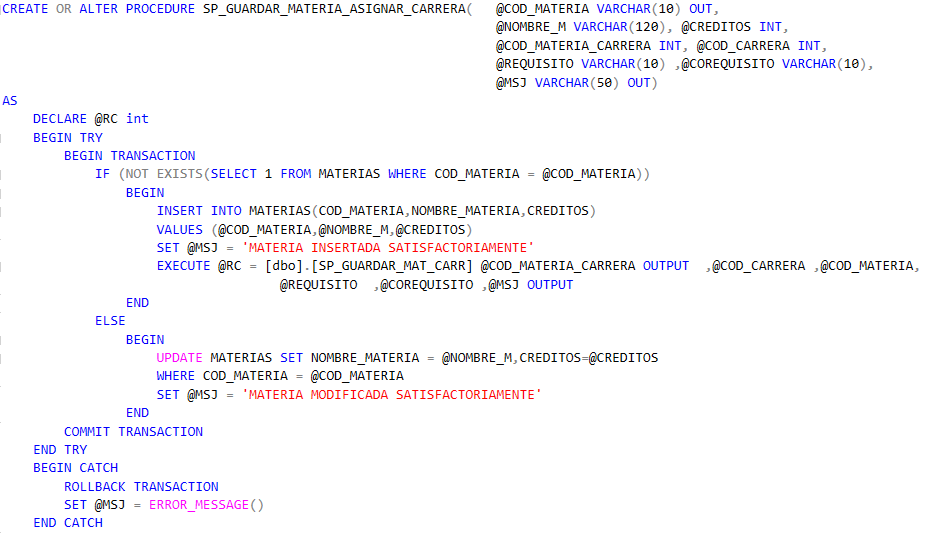 CREATE OR ALTER PROCEDURE SP_GUARDAR_MATERIA_ASIGNAR_CARRERA( @COD_MATERIA VARCHAR(10) OUT,
@NOMBRE_M VARCHAR(120), @CREDITOS INT,
@COD_MATERIA_CARRERA INT, @COD_CARRERA INT,
@REQUISITO VARCHAR(10) ,@COREQUISITO VARCHAR(10),
@MSJ VARCHAR(50) OUT)
AS
DECLARE @RC int
BEGIN TRY
BEGIN TRANSACTION
IF (NOT EXISTS(SELECT 1 FROM MATERIAS WHERE COD_MATERIA = @COD_MATERIA))
BEGIN
INSERT INTO MATERIAS(COD_MATERIA,NOMBRE_MATERIA,CREDITOS)
VALUES (@COD_MATERIA,@NOMBRE_M,@CREDITOS)
SET @MSJ = 'MATERIA INSERTADA SATISFACTORIAMENTE'
EXECUTE @RC = [dbo].[SP_GUARDAR_MAT_CARR] @COD_MATERIA_CARRERA OUTPUT ,@COD_CARRERA ,@COD_MATERIA,
@REQUISITO ,@COREQUISITO ,@MSJ OUTPUT
END
ELSE
BEGIN
UPDATE MATERIAS SET NOMBRE_MATERIA = @NOMBRE_M,CREDITOS=@CREDITOS
WHERE COD_MATERIA = @COD_MATERIA
SET @MSJ = 'MATERIA MODIFICADA SATISFACTORIAMENTE'
END
COMMIT TRANSACTION
END TRY
BEGIN CATCH
ROLLBACK TRANSACTION
SET @MSJ = ERROR_MESSAGE()
END CATCH